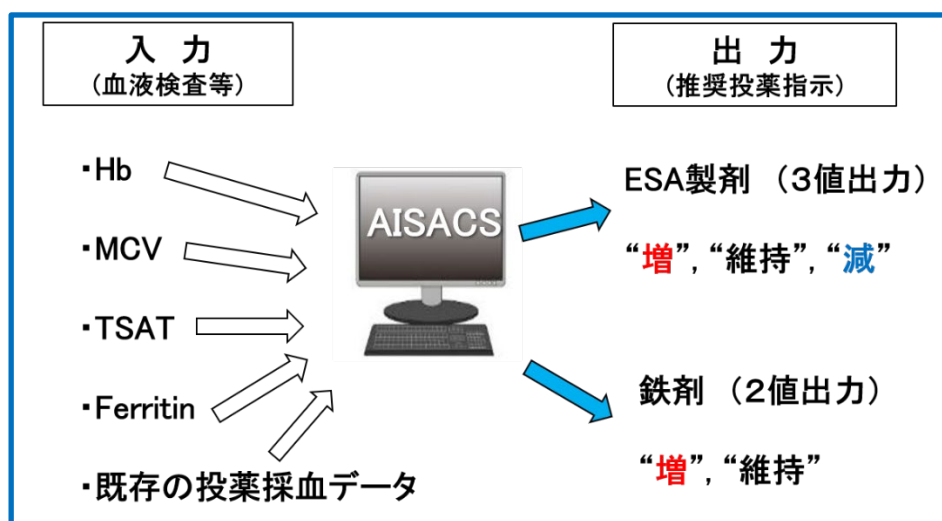 入 力
(血液検査等)
・Hb
・MCV
・TSAT
・Ferritin
・既存の投薬採血データ
AISACS
出 力
(推奨投薬指示)
ESA製剤 (3値出力)
“増”, “維持”, “減”
鉄剤 (2値出力)
“増”, “維持”